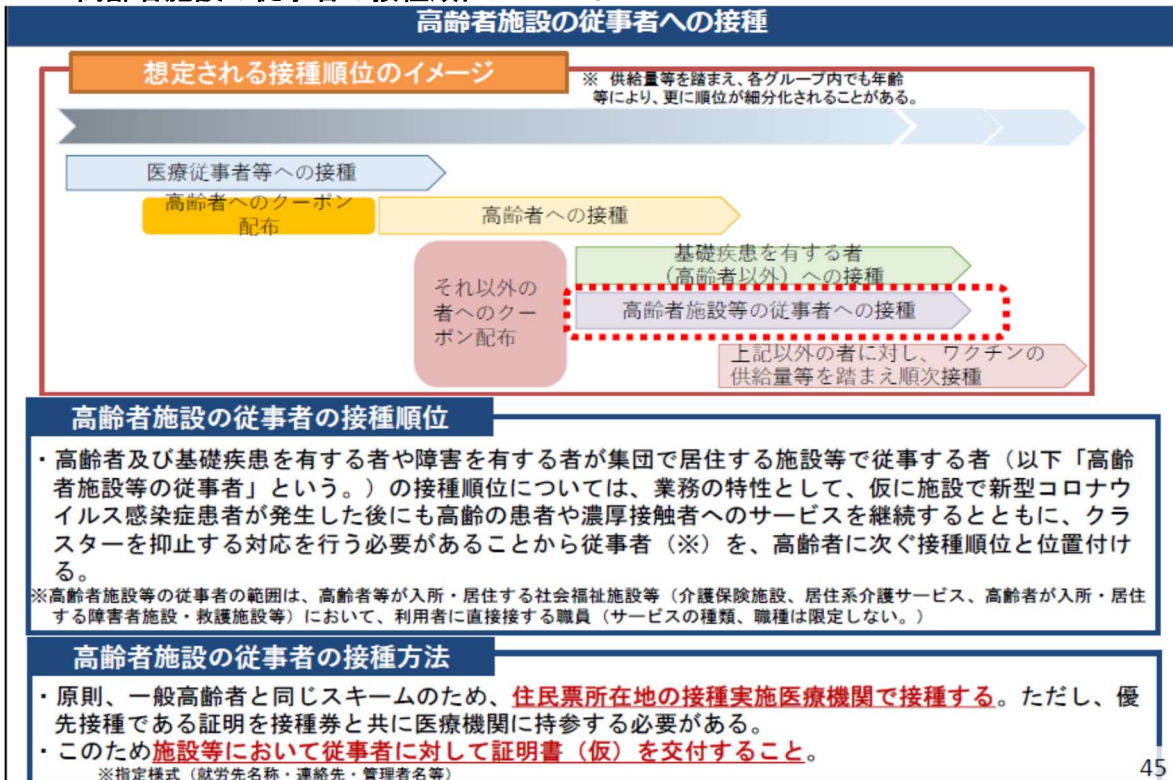 高齢者施設の従事者への接種
想定される接種順位のイメージ
※ 供給量等を踏まえ、各グループ内でも年齢
等により、更に順位が細分化されることがある。
医療従事者等への接種
高齢者へのクーポン
配布
高齢者への接種
それ以外の
者へのクー
ポン配布
基礎疾患を有する者
（高齢者以外）への接種
高齢者施設等の従事者への接種
上記以外の者に対し、ワクチンの
供給量等を踏まえ順次接種
高齢者施設の従事者の接種順位
・高齢者及び基礎疾患を有する者や障害を有する者が集団で居住する施設等で従事する者（以下「高齢
者施設等の従事者」という。）の接種順位については、業務の特性として、仮に施設で新型コロナウ
イルス感染症患者が発生した後にも高齢の患者や濃厚接触者へのサービスを継続するとともに、クラ
スターを抑止する対応を行う必要があることから従事者（※）を、高齢者に次ぐ接種順位と位置付け
る。
※高齢者施設等の従事者の範囲は、高齢者等が入所・居住する社会福祉施設等（介護保険施設、居住系介護サービス、高齢者が入所・居住
する障害者施設・救護施設等）において、利用者に直接接する職員（サービスの種類、職種は限定しない。）
高齢者施設の従事者の接種方法
・原則、一般高齢者と同じスキームのため、住民票所在地の接種実施医療機関で接種する。ただし、優
先接種である証明を接種券と共に医療機関に持参する必要がある。
・このため施設等において従事者に対して証明書（仮）を交付すること。
※指定様式（就労先名称・連絡先・管理者名等）
45